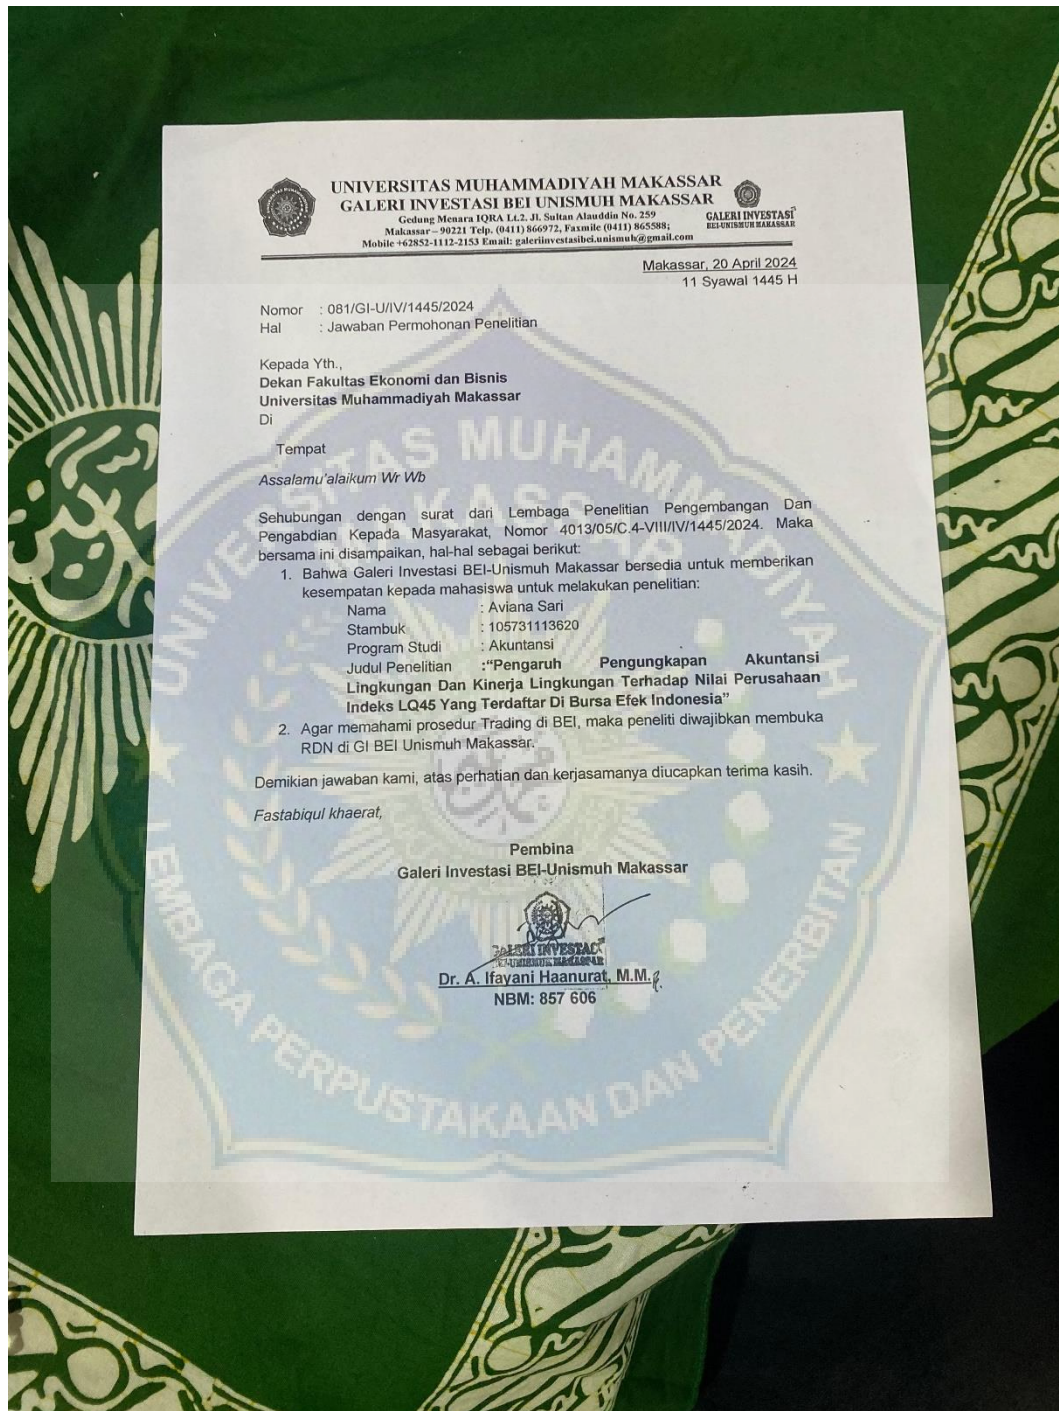 UNIVERSITAS MUHAMMADIYAH MAKASSAR
GALERI INVESTASI BEI UNISMUH MAKASSAR
Gedung Menara IQRA Lt.2. Jl. Sultan Alauddin No. 259
Makassar – 90221 Telp. (0411) 866972, Faxmile (0411) 865588;
Mobile +62852-1112-2153 Email: galeriinvestasibei.unismuh@gmail.com
GALERI INVESTASI
BEI-UNISMUH MAKASSAR
Makassar, 20 April 2024
11 Syawal 1445 H
Nomor : 081/GI-U/IV/1445/2024
Hal : Jawaban Permohonan Penelitian
Kepada Yth.,
Dekan Fakultas Ekonomi dan Bisnis
Universitas Muhammadiyah Makassar
Di
Tempat
Assalamu'alaikum Wr Wb
Sehubungan dengan surat dari Lembaga Penelitian Pengembangan Dan
Pengabdian Kepada Masyarakat, Nomor 4013/05/C.4-VIII/IV/1445/2024. Maka
bersama ini disampaikan, hal-hal sebagai berikut:
1. Bahwa Galeri Investasi BEI-Unismuh Makassar bersedia untuk memberikan
kesempatan kepada mahasiswa untuk melakukan penelitian:
Nama : Aviana Sari
Stambuk : 105731113620
Program Studi : Akuntansi
Judul Penelitian :“Pengaruh Pengungkapan Akuntansi
Lingkungan Dan Kinerja Lingkungan Terhadap Nilai Perusahaan
Indeks LQ45 Yang Terdaftar Di Bursa Efek Indonesia”
2. Agar memahami prosedur Trading di BEI, maka peneliti diwajibkan membuka
RDN di GI BEI Unismuh Makassar.
Demikian jawaban kami, atas perhatian dan kerjasamanya diucapkan terima kasih.
Fastabiqul khaerat,
Pembina
Galeri Investasi BEI-Unismuh Makassar
GALERI INVESTASI
BEI-UNISMUH MAKASSAR
Dr. A. Ifayani Haanurat, M.M.
NBM: 857 606
UNIVERSITAS MUHAMMADIYAH
MAKASSAR
LEMBAGA PERPUSTAKAAN DAN PENERBITAN